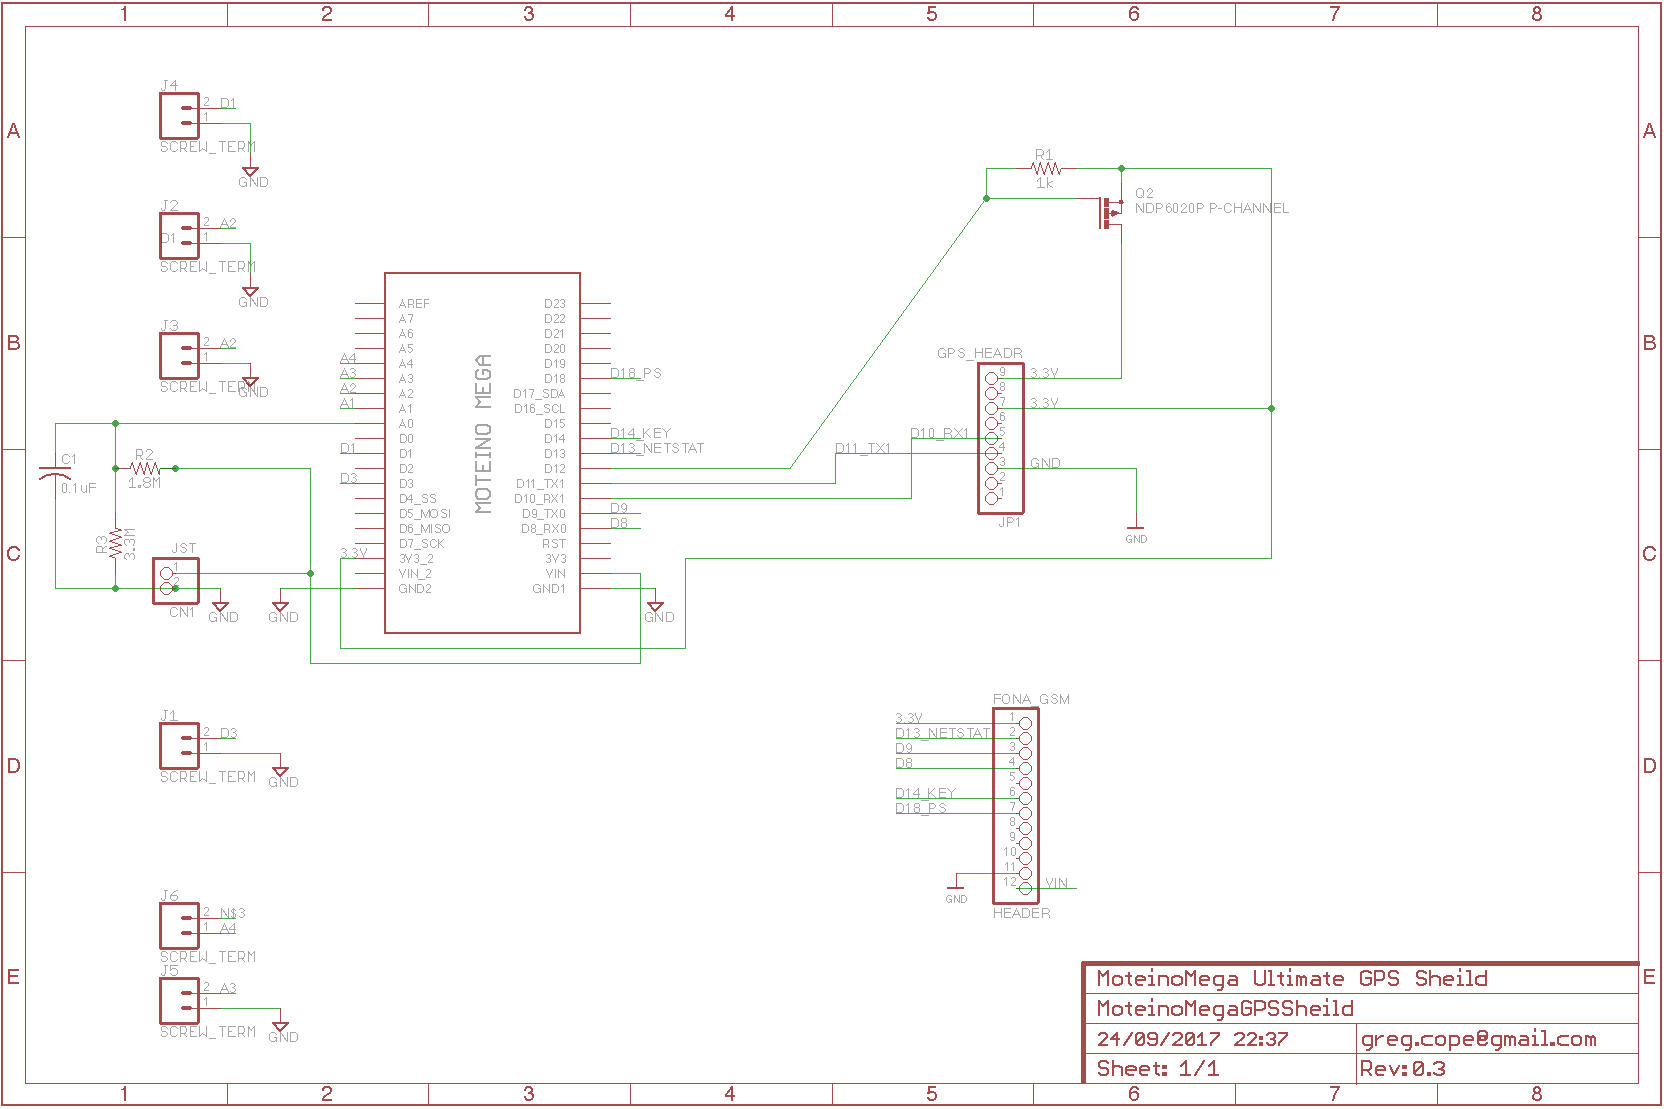 1 2 3 4 5 6 7 8
A A
B B
C C
D D
E E
J4
2 D1
1
SCREW_TERM
GND
J2
2 A2
D1 1
SCREW_TERM
GND
J3
2 A2
1
SCREW_TERM
GND
C1
0.1uF
R2
1.8M
R3
3.3M
JST
1
2
CN1
GND
GND
J1
2 D3
1
SCREW_TERM
GND
J6
2 N$3
1 A4
SCREW_TERM
J5
2 A3
1
SCREW_TERM
GND
MOTEINO MEGA
AREF D23
A7 D22
A6 D21
A5 D20
A4 A4 D19
A3 A3 D18 D18_PS
A2 A2 D17_SDA
A1 A1 D16_SCL
A0 D15
D0 D14 D14_KEY
D1 D1 D13 D13_NETSTAT
D2 D12
D3 D3 D11_TX1
D4_SS D10_RX1
D5_MOSI D9_TX0 D9
D6_MISO D8_RX0 D8
D7_SCK RST
3.3V 3V3_2 3V3
VIN_2 VIN
GND2 GND1
GND
R1
1k
Q2
NDP6020P P-CHANNEL
GPS_HEADR
9 3.3V
8
7 3.3V
6
D10_RX1 5
D11_TX1 4
3 GND
2
1
JP1
GND
FONA_GSM
3.3V 1
D13_NETSTAT 2
D9 3
D8 4
5
D14_KEY 6
D18_PS 7
8
9
10
11
12 VIN
GND
HEADER
MoteinoMega Ultimate GPS Sheild
MoteinoMegaGPSSheild
24/09/2017 22:37 greg.cope@gmail.com
Sheet: 1/1 Rev:0.3
1 2 3 4 5 6 7 8